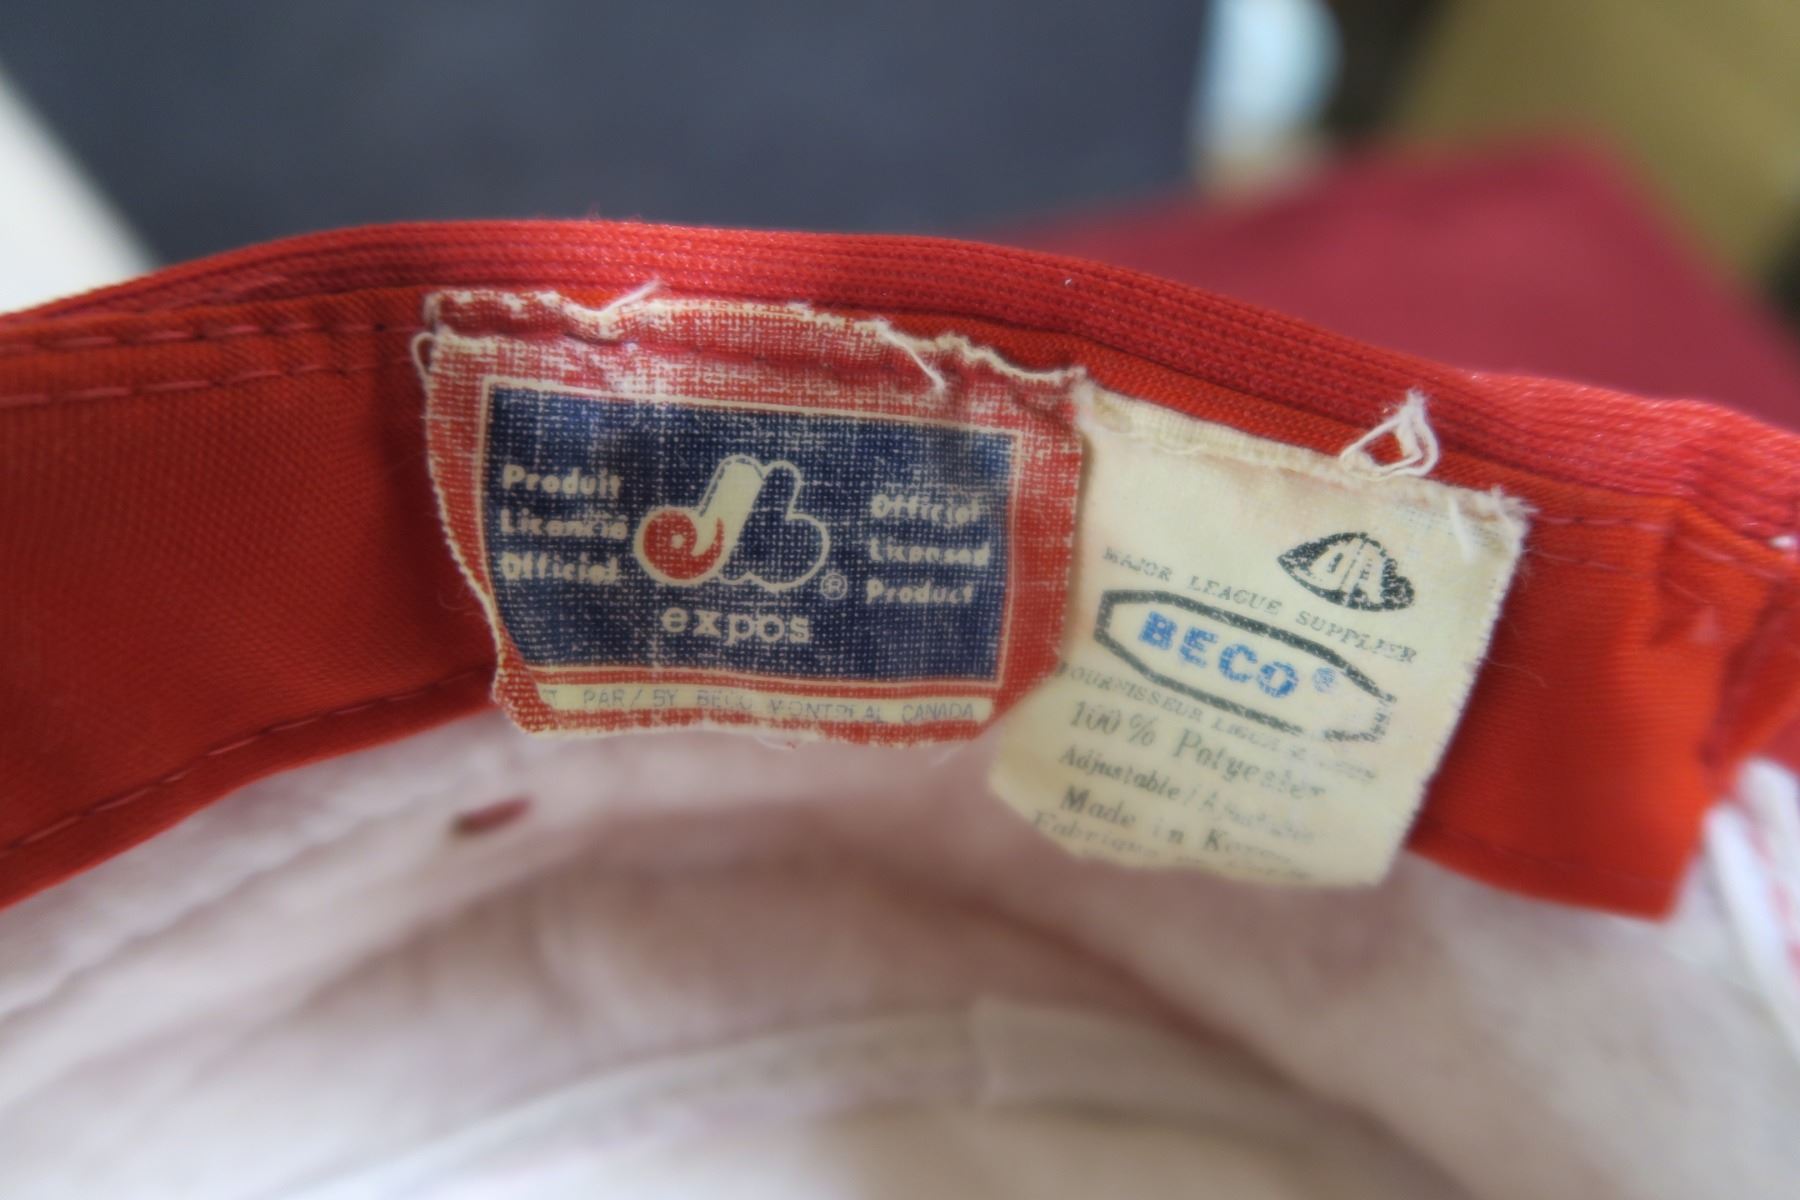 Produit
Licencié
Officiel
Official
Licensed
Product
®
expos
PAR / BY BECO MONTREAL CANADA
MAJOR LEAGUE SUPPLIER
BECO®
FOURNISSEUR
100% Polyester
Adjustable /
Made in Korea